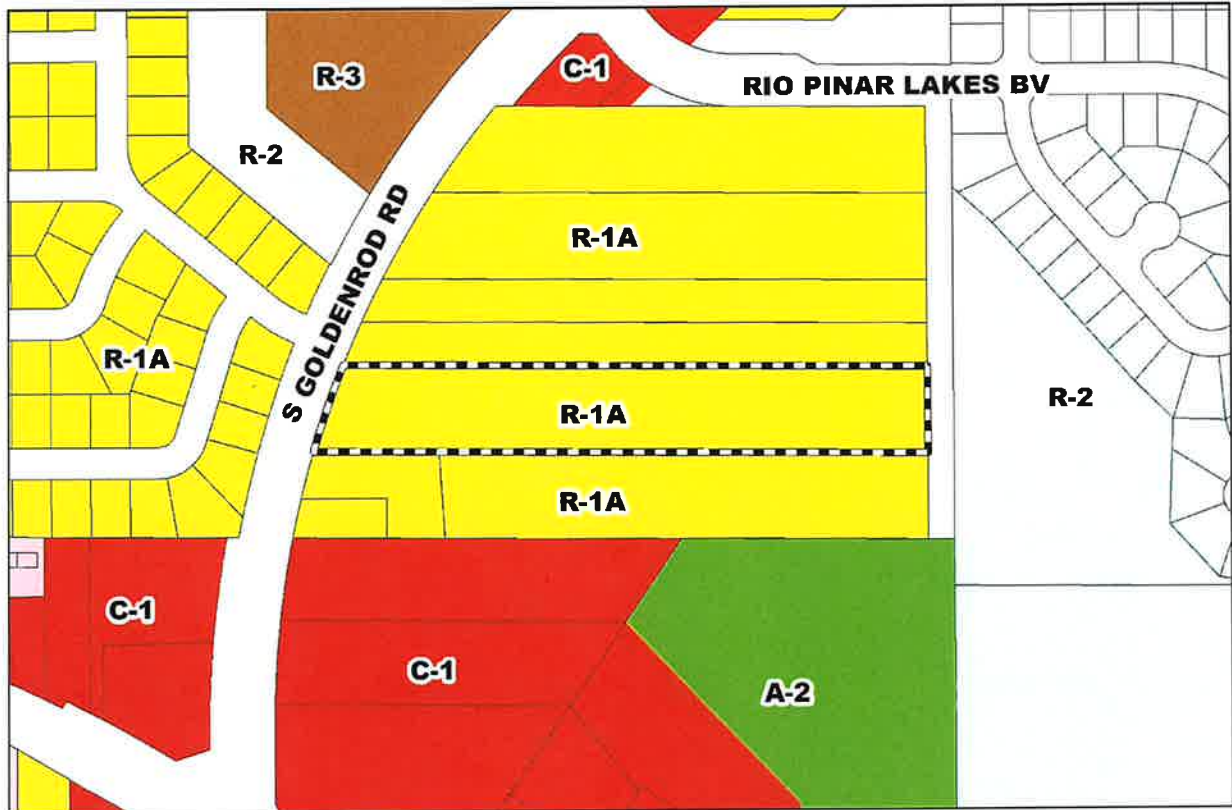 R-3
C-1
RIO PINAR LAKES BV
R-2
S GOLDENROD RD
R-1A
R-1A
R-2
R-1A
R-1A
C-1
C-1
A-2